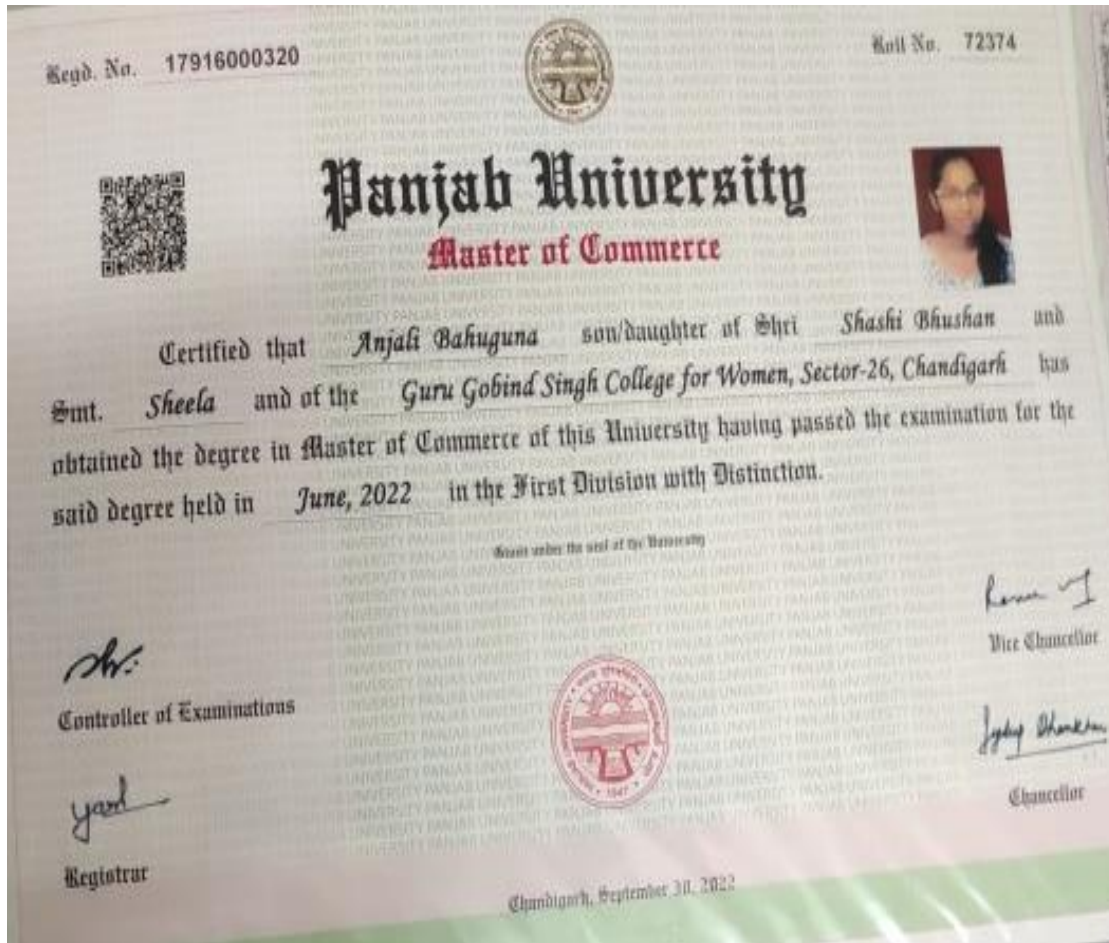 Regd. No. 17916000320
Roll No. 72374
Panjab University
Master of Commerce
Certified that Anjali Bahuguna son/daughter of Shri Shashi Bhushan and
Smt. Sheela and of the Guru Gobind Singh College for Women, Sector-26, Chandigarh has
obtained the degree in Master of Commerce of this University having passed the examination for the
said degree held in June, 2022 in the First Division with Distinction.
Given under the seal of the University
Vice Chancellor
Controller of Examinations
Chancellor
Registrar
Chandigarh, September 30, 2022